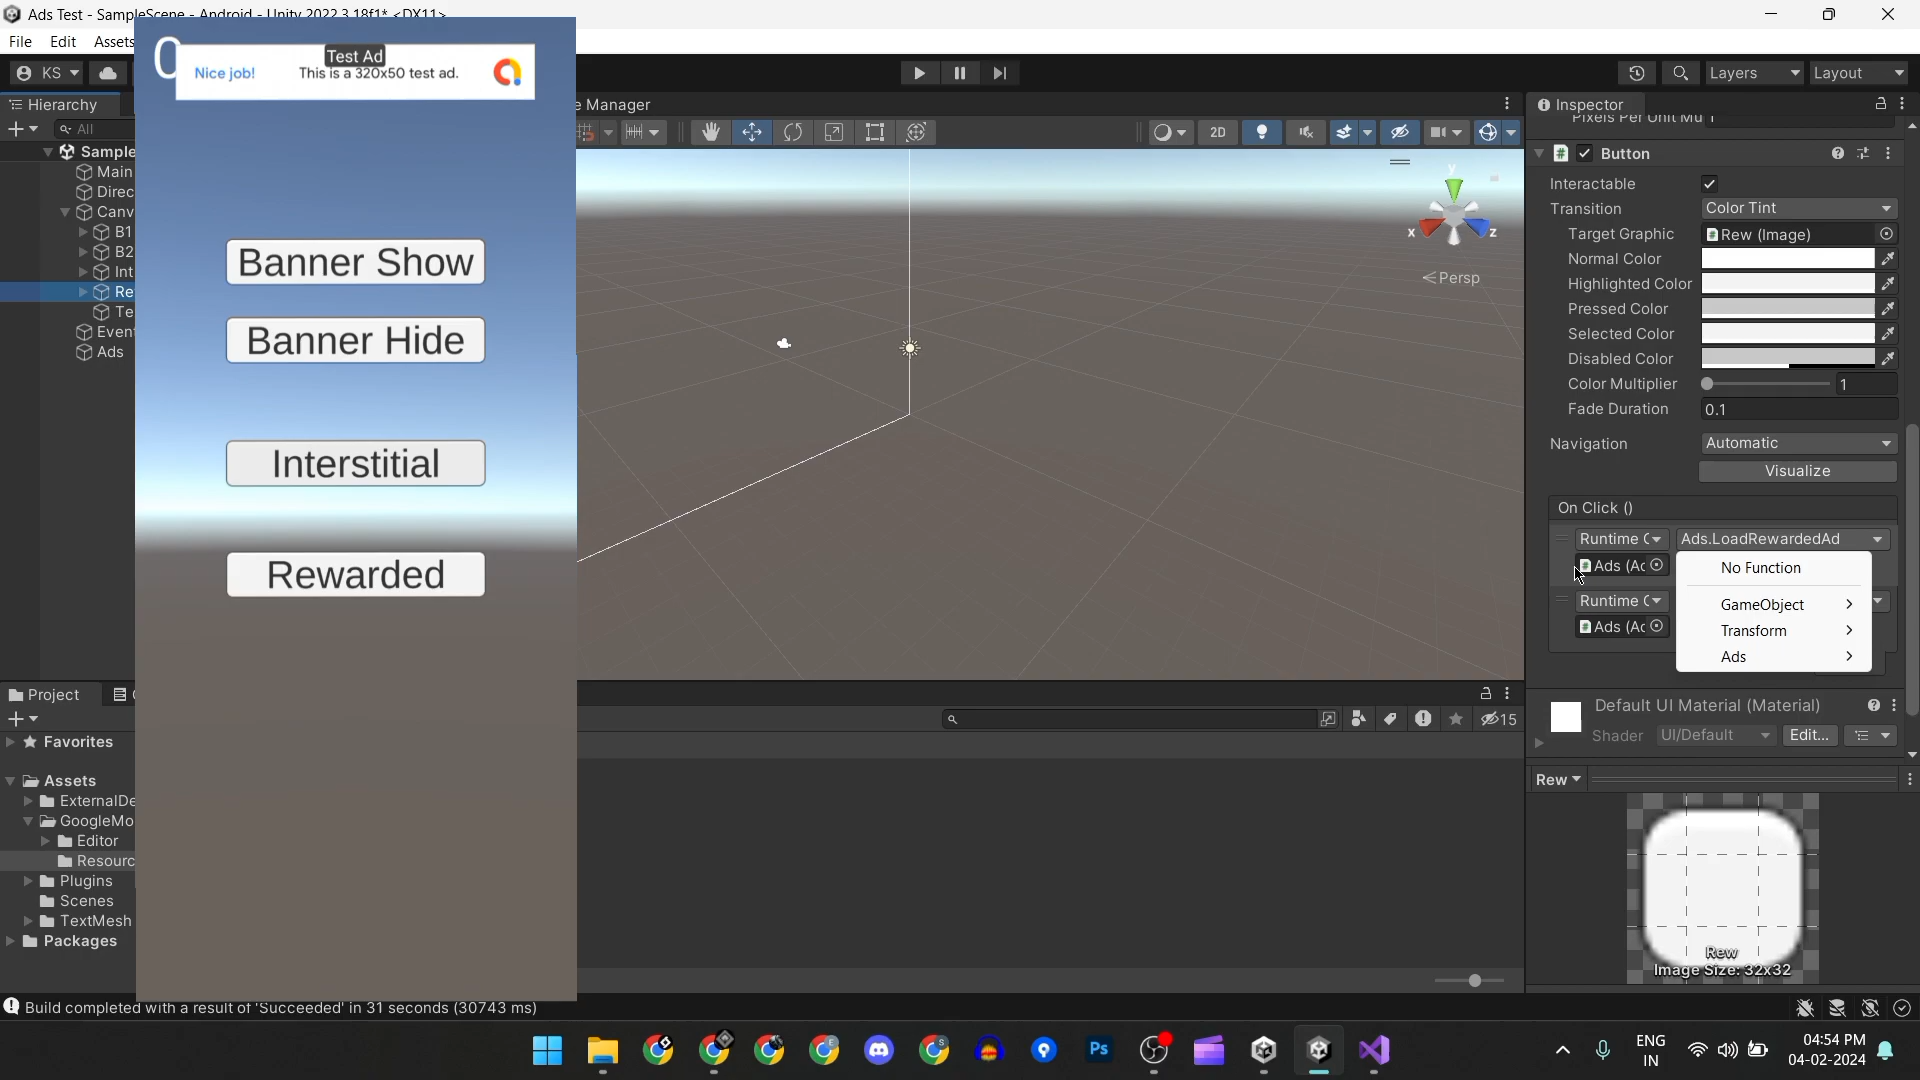 Ads Test - SampleScene - Android - Unity 2022.3.18f1* <DX11>
File Edit Assets
KS
Layers
Layout
Hierarchy
All
Sample
Main
Direc
Canv
B1
B2
Int
Re
Te
Event
Ads
0
Nice job!
Test Ad
This is a 320x50 test ad.
Banner Show
Banner Hide
Interstitial
Rewarded
e Manager
2D
y
x
z
Persp
Inspector
Pixels Per Unit Mu 1
Button
Interactable
Transition Color Tint
Target Graphic Rew (Image)
Normal Color
Highlighted Color
Pressed Color
Selected Color
Disabled Color
Color Multiplier 1
Fade Duration 0.1
Navigation Automatic
Visualize
On Click ()
Runtime Ads.LoadRewardedAd
Ads (Ac
No Function
GameObject
Transform
Ads
Runtime
Ads (Ac
Default UI Material (Material)
Shader UI/Default Edit...
Rew
Rew
Image Size: 32x32
Project
15
Favorites
Assets
ExternalDe
GoogleMo
Editor
Resourc
Plugins
Scenes
TextMesh
Packages
Build completed with a result of 'Succeeded' in 31 seconds (30743 ms)
E
S
Ps
ENG
IN
04:54 PM
04-02-2024